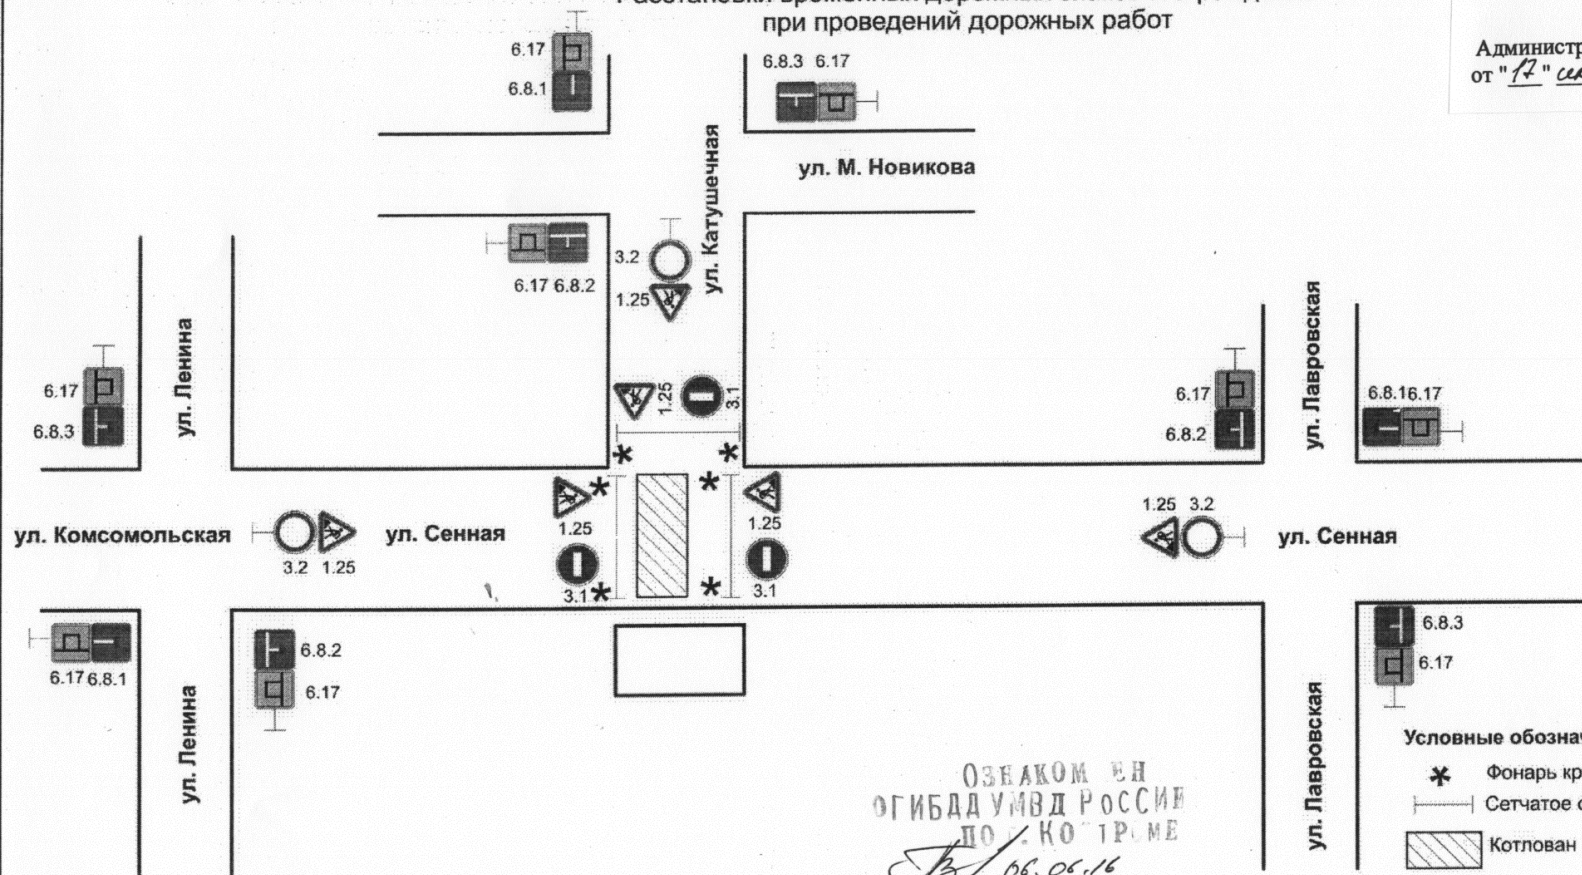 при проведений дорожных работ
от "17"
6.17
6.8.1
6.8.3 6.17
ул. М. Новикова
ул. Катушечная
6.17 6.8.2
3.2
1.25
1.25
3.1
ул. Ленина
6.17
6.8.3
ул. Лавровская
6.17
6.8.2
6.8.1 6.17
ул. Комсомольская
3.2 1.25
ул. Сенная
1.25
3.1
1.25
3.1
1.25 3.2
ул. Сенная
6.17 6.8.1
6.8.2
6.17
ул. Ленина
6.8.3
6.17
ул. Лавровская
Условные
Фонарь
Сетчатое
Котлован
ОГИБДД УМВД РОССИИ
06.06.16